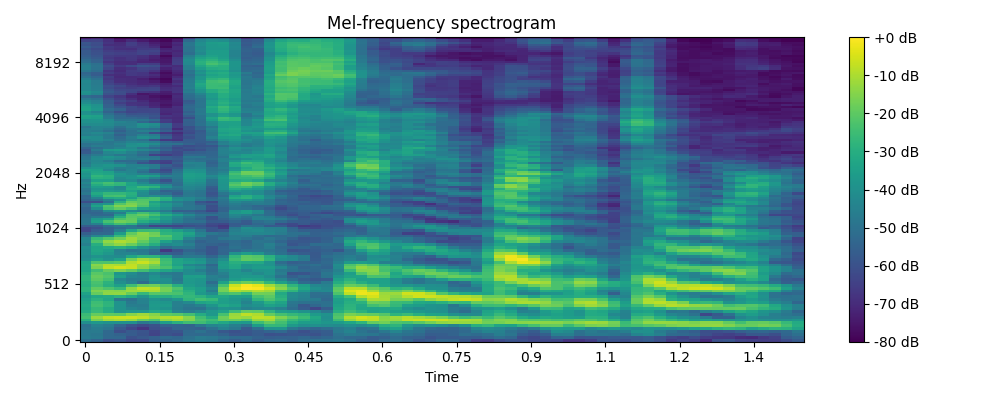 Mel-frequency spectrogram
+0 dB
8192
-10 dB
-20 dB
4096
-30 dB
2048
-40 dB
Hz
1024
-50 dB
-60 dB
512
-70 dB
0
-80 dB
0 0.15 0.3 0.45 0.6 0.75 0.9 1.1 1.2 1.4
Time